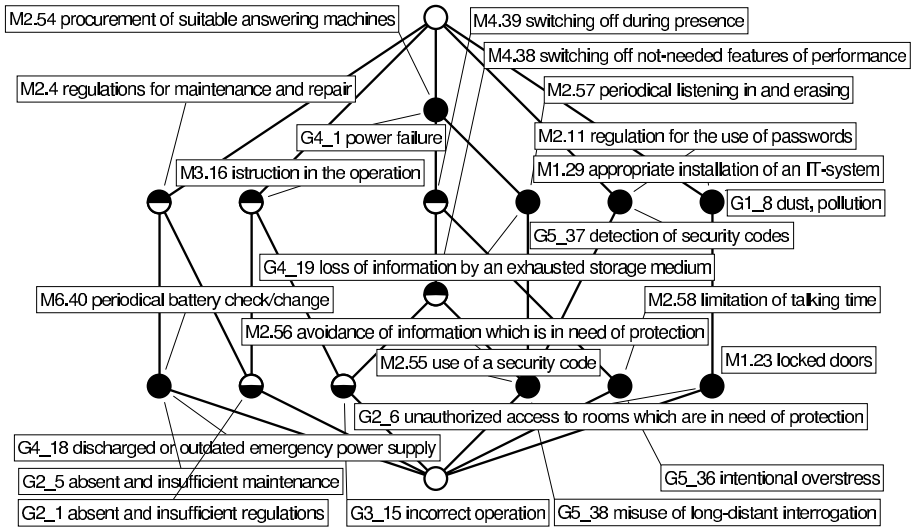 M2.54 procurement of suitable answering machines
M4.39 switching off during presence
M4.38 switching off not-needed features of performance
M2.4 regulations for maintenance and repair
M2.57 periodical listening in and erasing
G4_1 power failure
M2.11 regulation for the use of passwords
M3.16 istruction in the operation
M1.29 appropriate installation of an IT-system
G1_8 dust, pollution
G5_37 detection of security codes
G4_19 loss of information by an exhausted storage medium
M6.40 periodical battery check/change
M2.58 limitation of talking time
M2.56 avoidance of information which is in need of protection
M2.55 use of a security code
M1.23 locked doors
G2_6 unauthorized access to rooms which are in need of protection
G4_18 discharged or outdated emergency power supply
G2_5 absent and insufficient maintenance
G5_36 intentional overstress
G2_1 absent and insufficient regulations
G3_15 incorrect operation
G5_38 misuse of long-distant interrogation